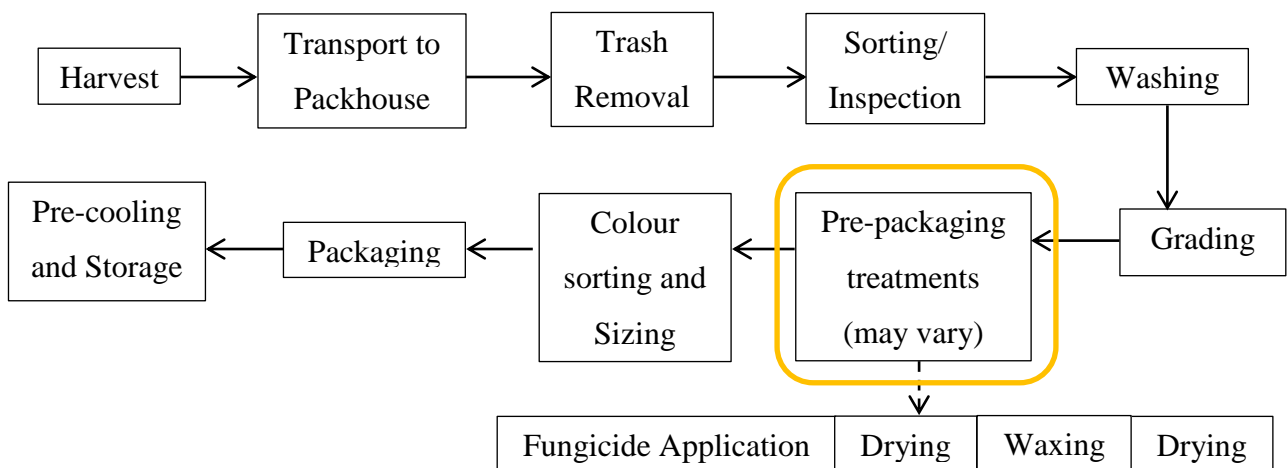 Harvest
Transport to
Packhouse
Trash
Removal
Sorting/
Inspection
Washing
Grading
Pre-packaging
treatments
(may vary)
Colour
sorting and
Sizing
Packaging
Pre-cooling
and Storage
Fungicide Application
Drying
Waxing
Drying